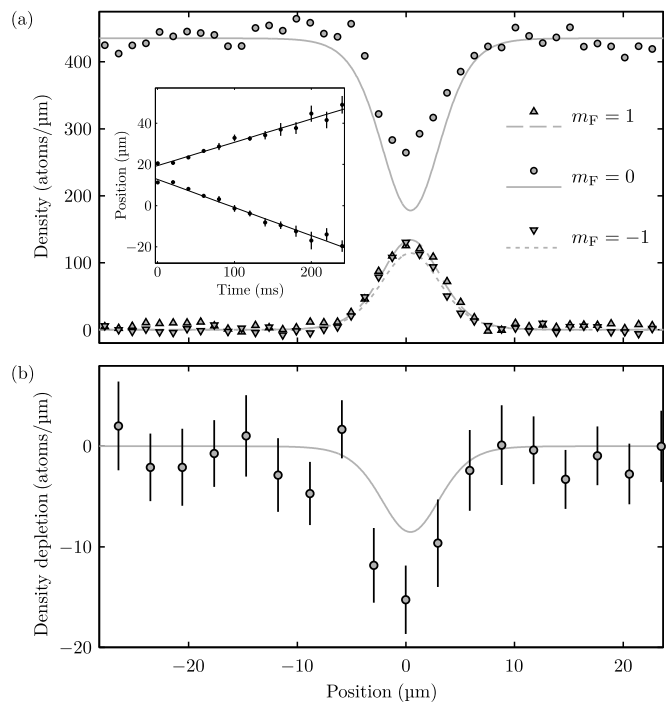 (a)
400
300
200
100
0
Density (atoms/µm)
m_F = 1
m_F = 0
m_F = −1
40
20
0
−20
Position (µm)
0
100
200
Time (ms)
(b)
0
−10
−20
Density depletion (atoms/µm)
−20
−10
0
10
20
Position (µm)